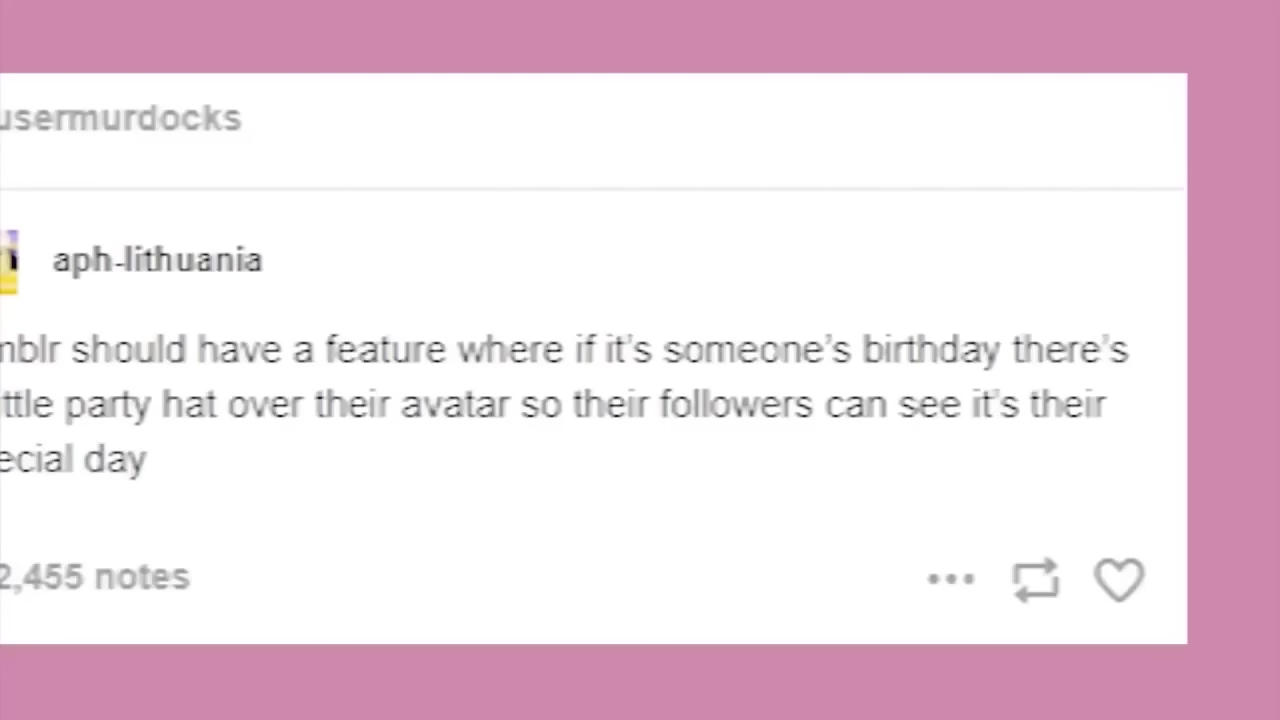 usermurdocks
aph-lithuania
mblr should have a feature where if it's someone's birthday there's
ttle party hat over their avatar so their followers can see it's their
ecial day
2,455 notes